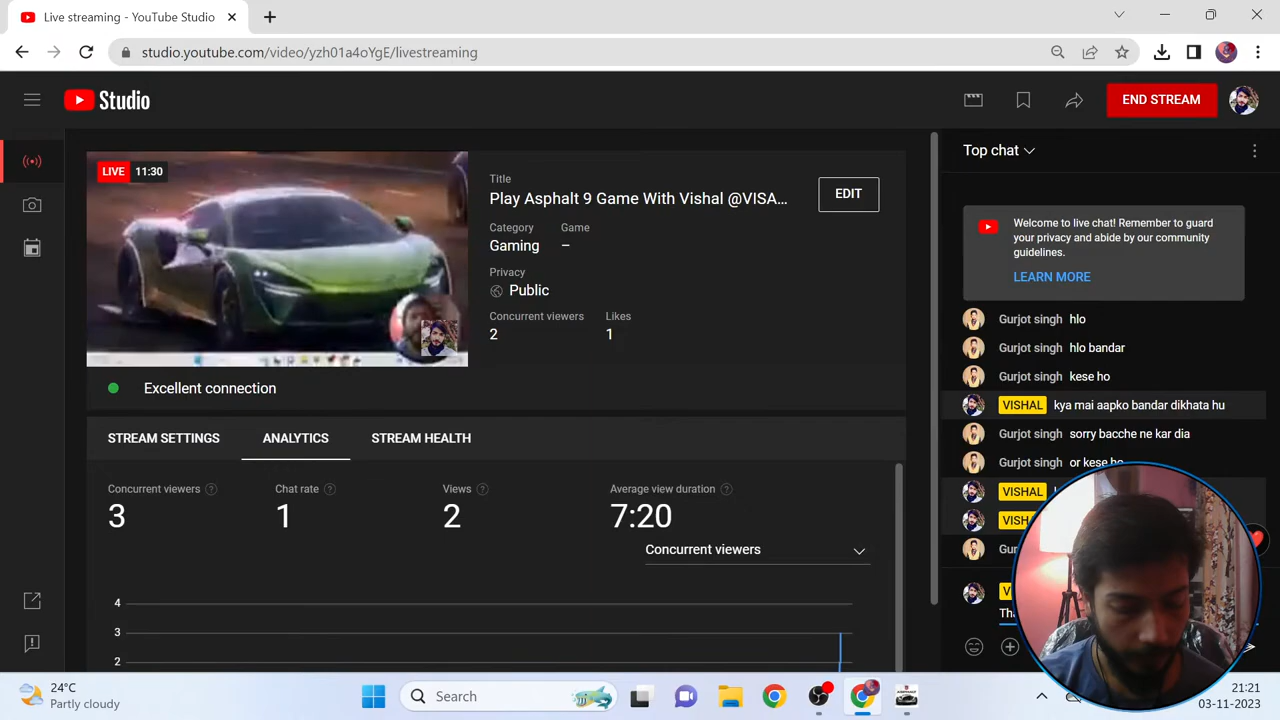 Live streaming - YouTube Studio
studio.youtube.com/video/yzh01a4oYgE/livestreaming
Studio
END STREAM
LIVE 11:30
Title
Play Asphalt 9 Game With Vishal @VISA...
EDIT
Category Game
Gaming –
Privacy
Public
Concurrent viewers Likes
2 1
Excellent connection
STREAM SETTINGS ANALYTICS STREAM HEALTH
Concurrent viewers Chat rate Views Average view duration
3 1 2 7:20
Concurrent viewers
4
3
2
Top chat
Welcome to live chat! Remember to guard
your privacy and abide by our community
guidelines.
LEARN MORE
Gurjot singh hlo
Gurjot singh hlo bandar
Gurjot singh kese ho
VISHAL kya mai aapko bandar dikhata hu
Gurjot singh sorry bacche ne kar dia
Gurjot singh or kese ho
VISHAL
24°C
Partly cloudy
Search
21:21
03-11-2023